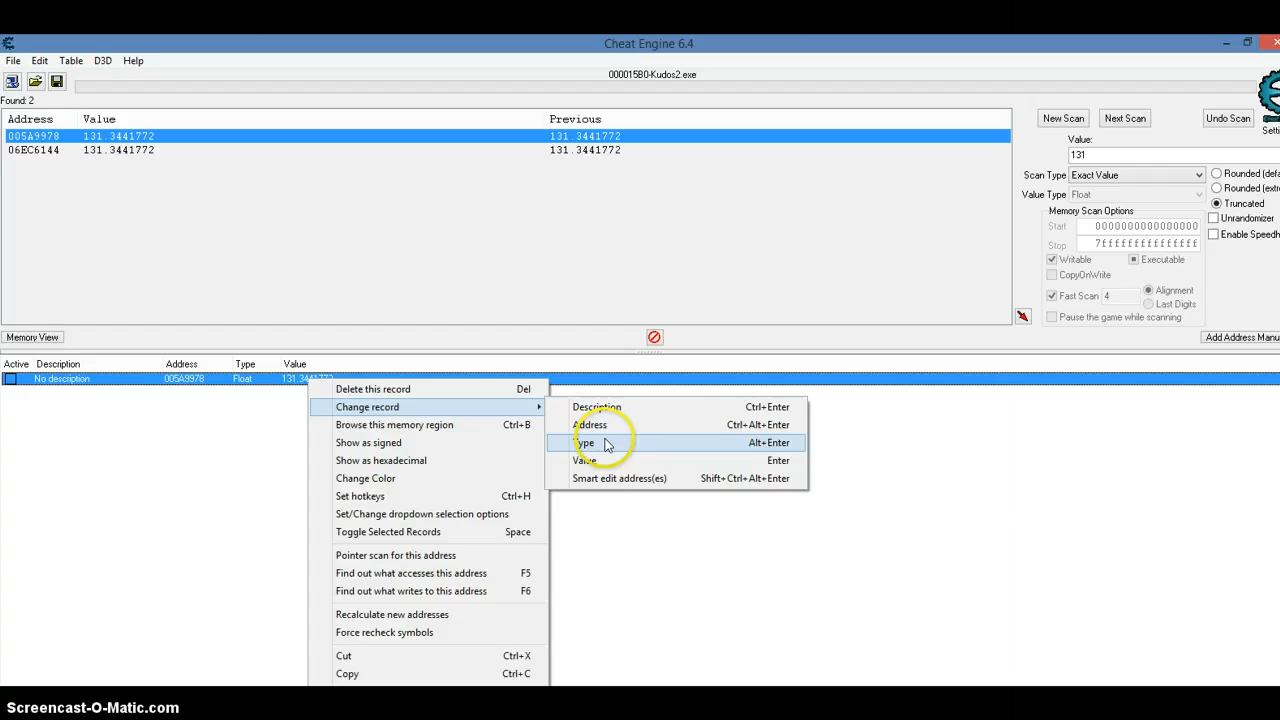 Cheat Engine 6.4
File Edit Table D3D Help
000015B0-Kudos2.exe
Found: 2
Address Value Previous
005A9978 131.3441772 131.3441772
06EC6144 131.3441772 131.3441772
New Scan Next Scan Undo Scan
Setti
Value:
131
Scan Type Exact Value
Value Type Float
Rounded (defa
Rounded (extre
Truncated
Memory Scan Options
Start 0000000000000000
Stop 7fffffffffffffff
Unrandomizer
Enable Speedh
Writable Executable
CopyOnWrite
Fast Scan 4 Alignment
Last Digits
Pause the game while scanning
Memory View
Add Address Manu
Active Description Address Type Value
No description 005A9978 Float 131.3441772
Delete this record Del
Change record
Browse this memory region Ctrl+B
Show as signed
Show as hexadecimal
Change Color
Set hotkeys Ctrl+H
Set/Change dropdown selection options
Toggle Selected Records Space
Pointer scan for this address
Find out what accesses this address F5
Find out what writes to this address F6
Recalculate new addresses
Force recheck symbols
Cut Ctrl+X
Copy Ctrl+C
Description Ctrl+Enter
Address Ctrl+Alt+Enter
Type Alt+Enter
Value Enter
Smart edit address(es) Shift+Ctrl+Alt+Enter
Screencast-O-Matic.com